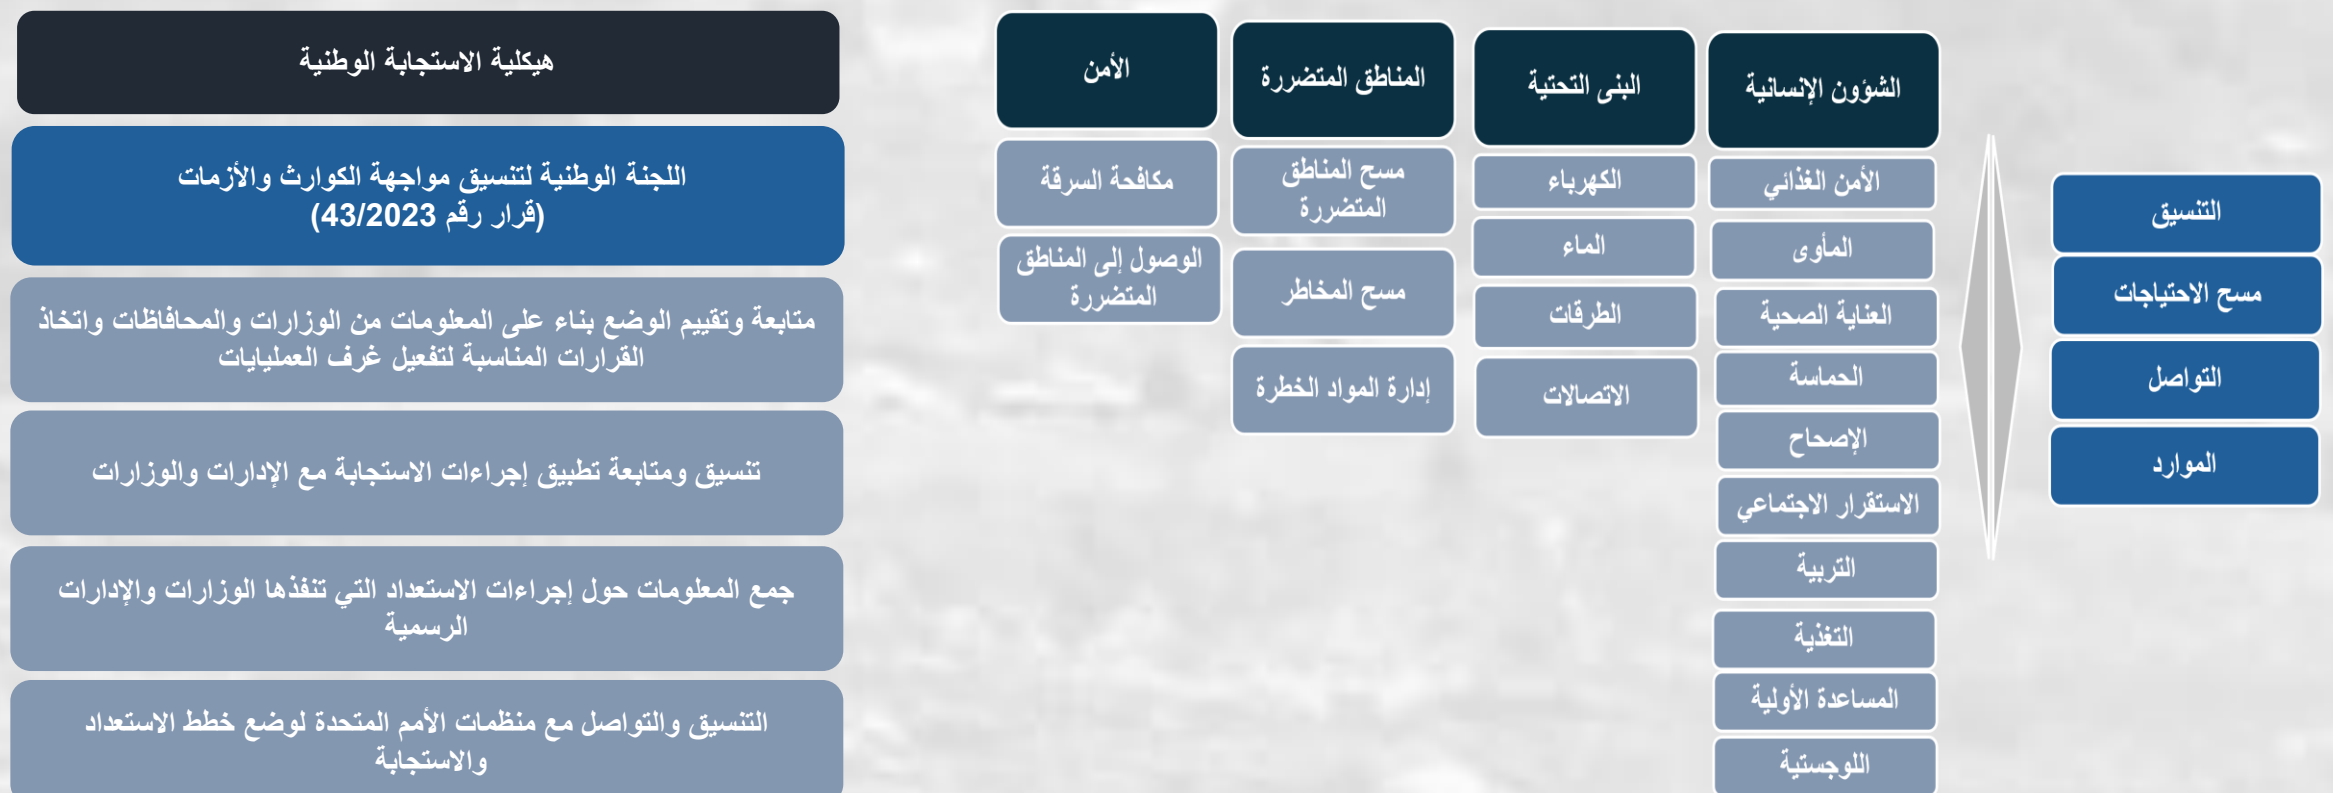 التنسيق
مسح الاحتياجات
التواصل
الموارد
الشؤون الإنسانية
الأمن الغذائي
المأوى
العناية الصحية
الحماسة
الإصحاح
الاستقرار الاجتماعي
التربية
التغذية
المساعدة الأولية
اللوجستية
البنى التحتية
الكهرباء
الماء
الطرقات
الاتصالات
المناطق المتضررة
مسح المناطق
المتضررة
مسح المخاطر
إدارة المواد الخطرة
الأمن
مكافحة السرقة
الوصول إلى المناطق
المتضررة
هيكلية الاستجابة الوطنية
اللجنة الوطنية لتنسيق مواجهة الكوارث والأزمات
(قرار رقم 43/2023)
متابعة وتقييم الوضع بناء على المعلومات من الوزارات والمحافظات واتخاذ
القرارات المناسبة لتفعيل غرف العمليايات
تنسيق ومتابعة تطبيق إجراءات الاستجابة مع الإدارات والوزارات
جمع المعلومات حول إجراءات الاستعداد التي تنفذها الوزارات والإدارات
الرسمية
التنسيق والتواصل مع منظمات الأمم المتحدة لوضع خطط الاستعداد
والاستجابة